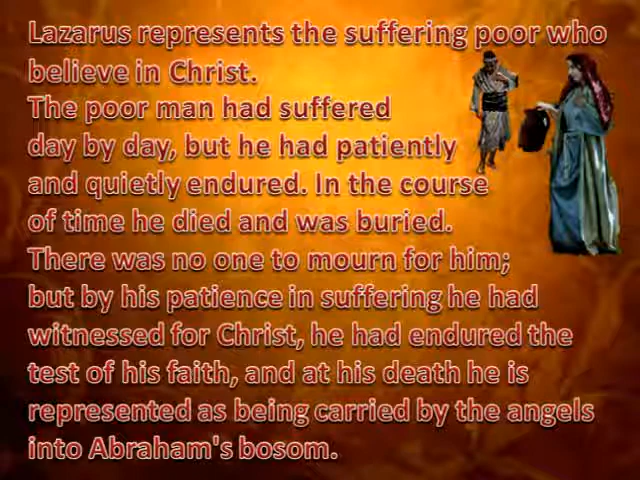 Lazarus represents the suffering poor who
believe in Christ.
The poor man had suffered
day by day, but he had patiently
and quietly endured. In the course
of time he died and was buried.
There was no one to mourn for him;
but by his patience in suffering he had
witnessed for Christ, he had endured the
test of his faith, and at his death he is
represented as being carried by the angels
into Abraham's bosom.